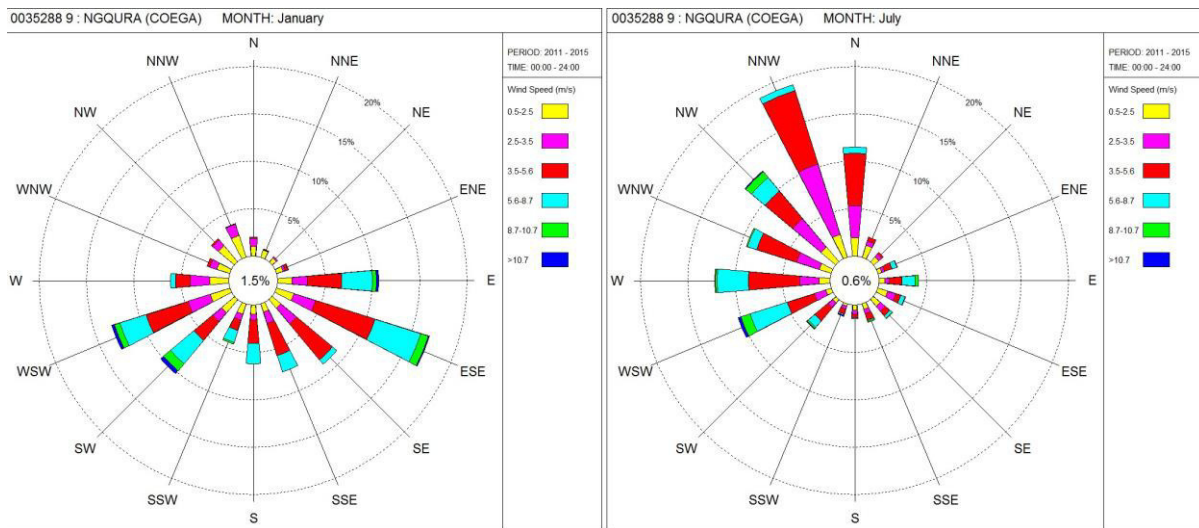 0035288 9 : NGQURA (COEGA) MONTH: January
PERIOD: 2011 - 2015
TIME: 00:00 - 24:00
Wind Speed (m/s)
0.5-2.5
2.5-3.5
3.5-5.6
5.6-8.7
8.7-10.7
>10.7
N
NNE
NE
ENE
E
ESE
SE
SSE
S
SSW
SW
WSW
W
WNW
NW
NNW
20%
15%
10%
5%
1.5%
0035288 9 : NGQURA (COEGA) MONTH: July
PERIOD: 2011 - 2015
TIME: 00:00 - 24:00
Wind Speed (m/s)
0.5-2.5
2.5-3.5
3.5-5.6
5.6-8.7
8.7-10.7
>10.7
N
NNE
NE
ENE
E
ESE
SE
SSE
S
SSW
SW
WSW
W
WNW
NW
NNW
20%
15%
10%
5%
0.6%